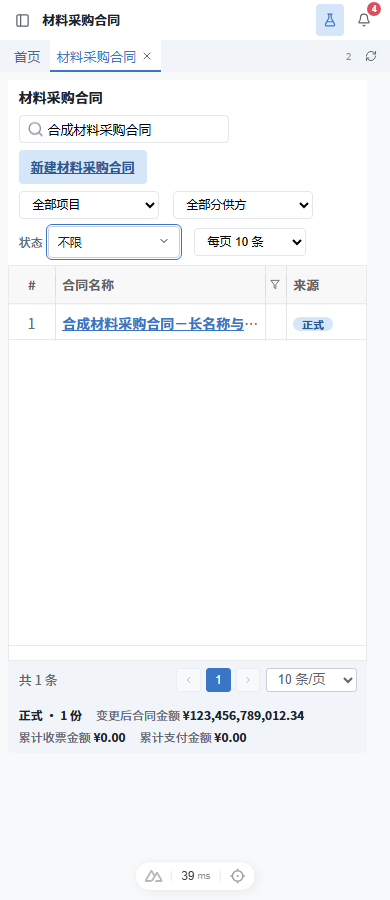 材料采购合同
4
首页 材料采购合同 × 2
材料采购合同
合成材料采购合同
新建材料采购合同
全部项目 全部分供方
状态 不限 每页 10 条
# 合同名称 来源
1 合成材料采购合同一长名称与… 正式
共 1 条 1 10 条/页
正式 · 1 份 变更后合同金额 ¥123,456,789,012.34
累计收票金额 ¥0.00 累计支付金额 ¥0.00
39 ms